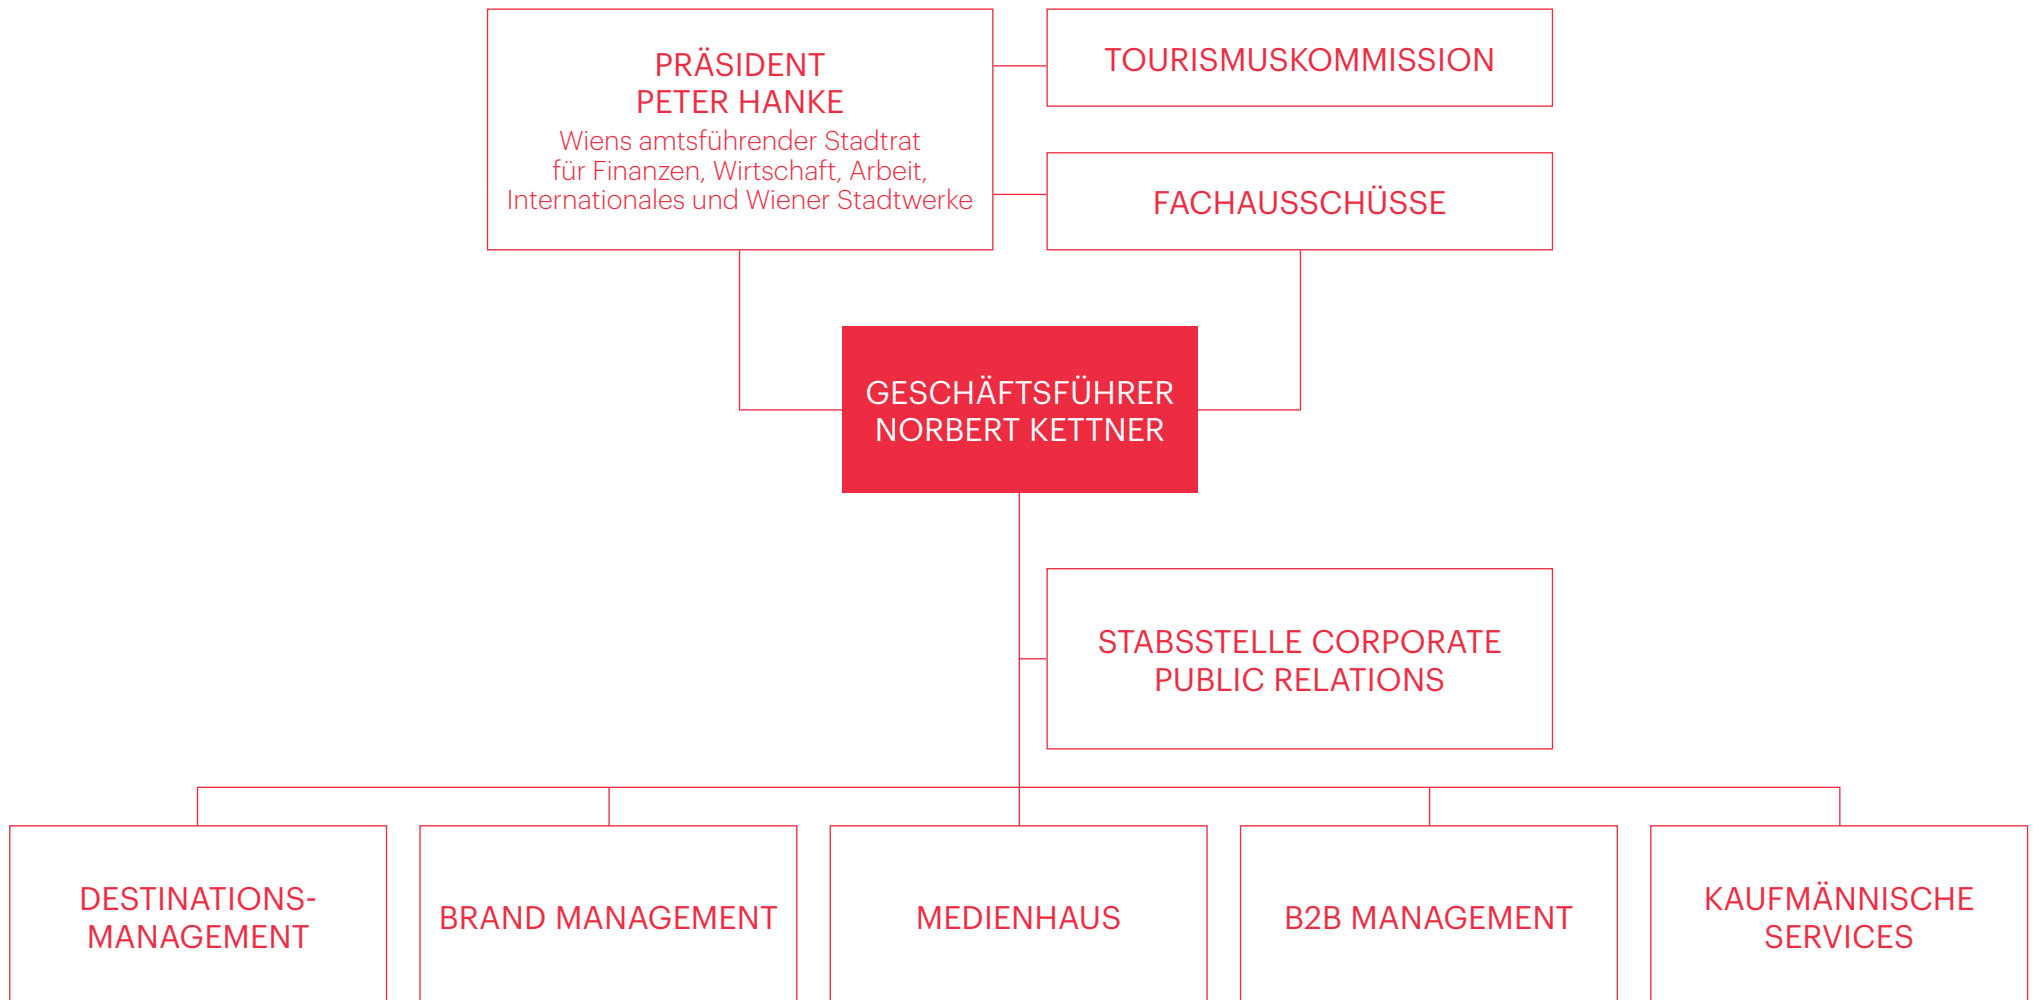 PRÄSIDENT
PETER HANKE
Wiens amtsführender Stadtrat
für Finanzen, Wirtschaft, Arbeit,
Internationales und Wiener Stadtwerke
TOURISMUSKOMMISSION
FACHAUSSCHÜSSE
GESCHÄFTSFÜHRER
NORBERT KETTNER
STABSSTELLE CORPORATE
PUBLIC RELATIONS
DESTINATIONS-
MANAGEMENT
BRAND MANAGEMENT
MEDIENHAUS
B2B MANAGEMENT
KAUFMÄNNISCHE
SERVICES